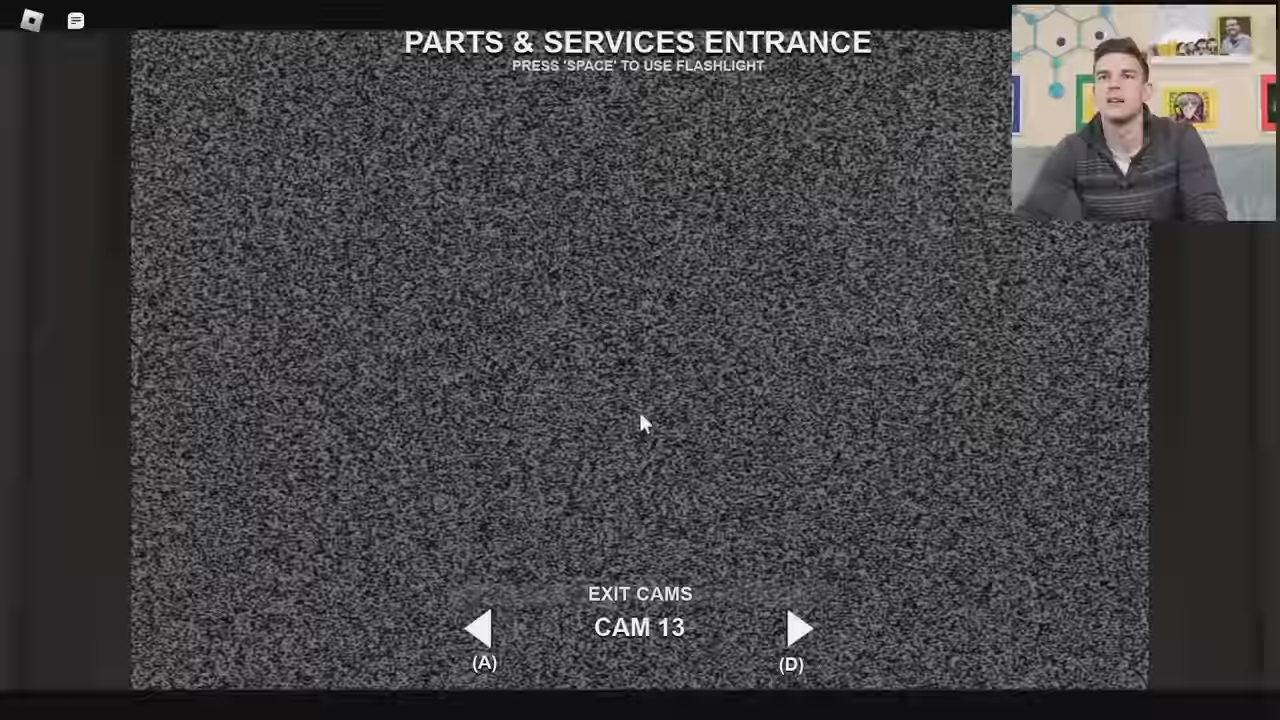 PARTS & SERVICES ENTRANCE
PRESS 'SPACE' TO USE FLASHLIGHT
EXIT CAMS
CAM 13
(A)
(D)